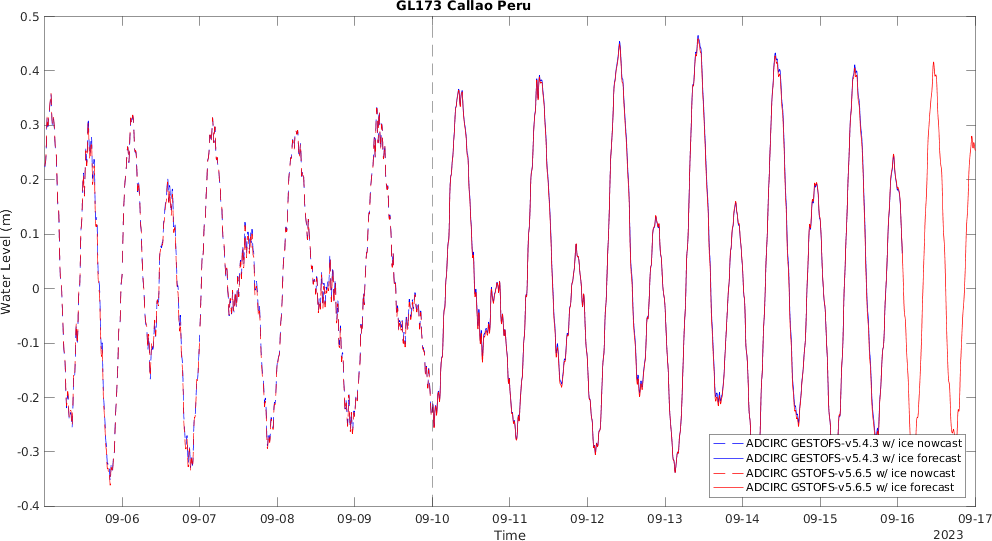 GL173 Callao Peru
0.5
0.4
0.3
0.2
0.1
0
-0.1
-0.2
-0.3
-0.4
Water Level (m)
ADCIRC GESTOFS-v5.4.3 w/ ice nowcast
ADCIRC GESTOFS-v5.4.3 w/ ice forecast
ADCIRC GSTOFS-v5.6.5 w/ ice nowcast
ADCIRC GSTOFS-v5.6.5 w/ ice forecast
09-06 09-07 09-08 09-09 09-10 09-11 09-12 09-13 09-14 09-15 09-16 09-17
Time
2023